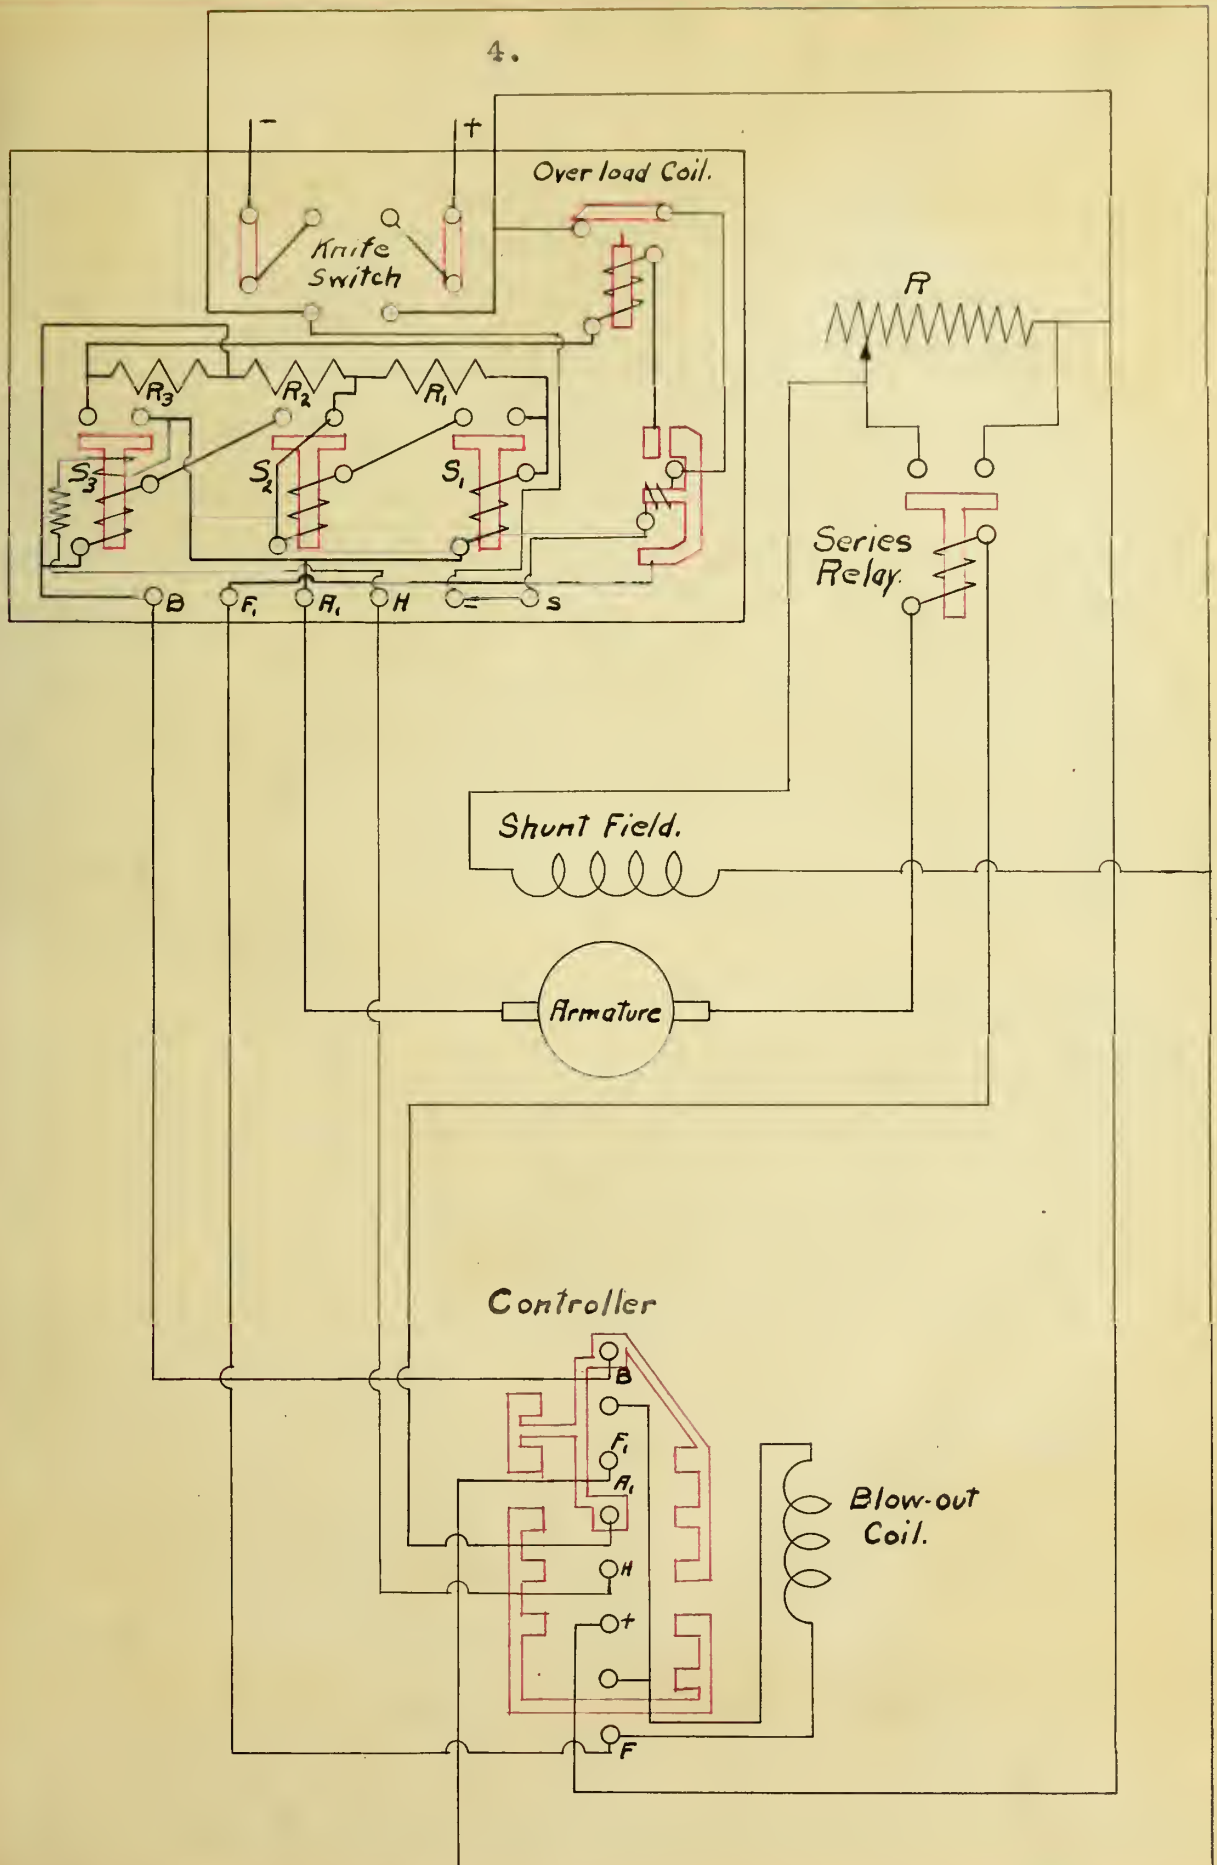 4.
- +
Over load Coil.
Knife
Switch
R
R3 R2 R1
S3 S2 S1
Series
Relay.
B F1 A1 H - S
Shunt Field.
Armature
Controller
B
F1
A1
Blow-out
Coil.
H
+
F